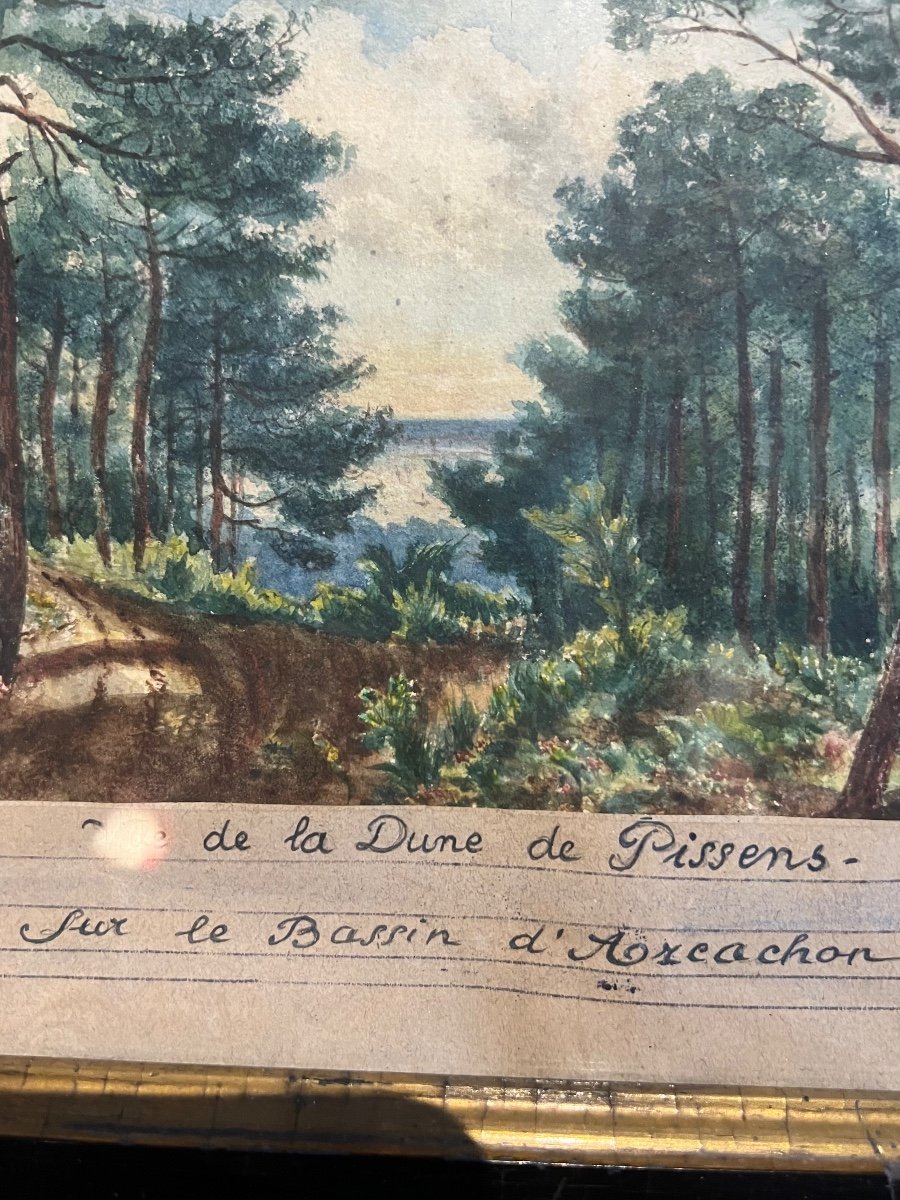 de la Dune de Pissens-
Sur le Bassin d'Arcachon